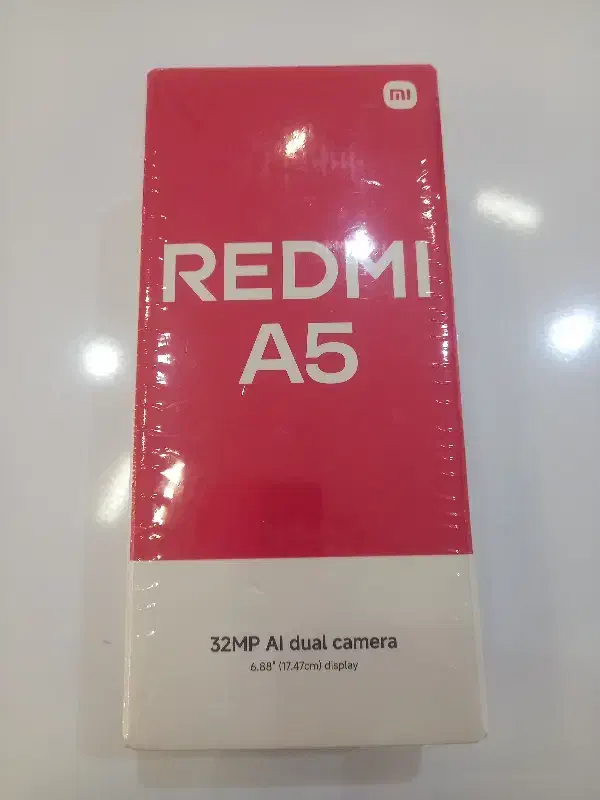 mi
REDMI
A5
32MP AI dual camera
6.88" (17.47cm) display